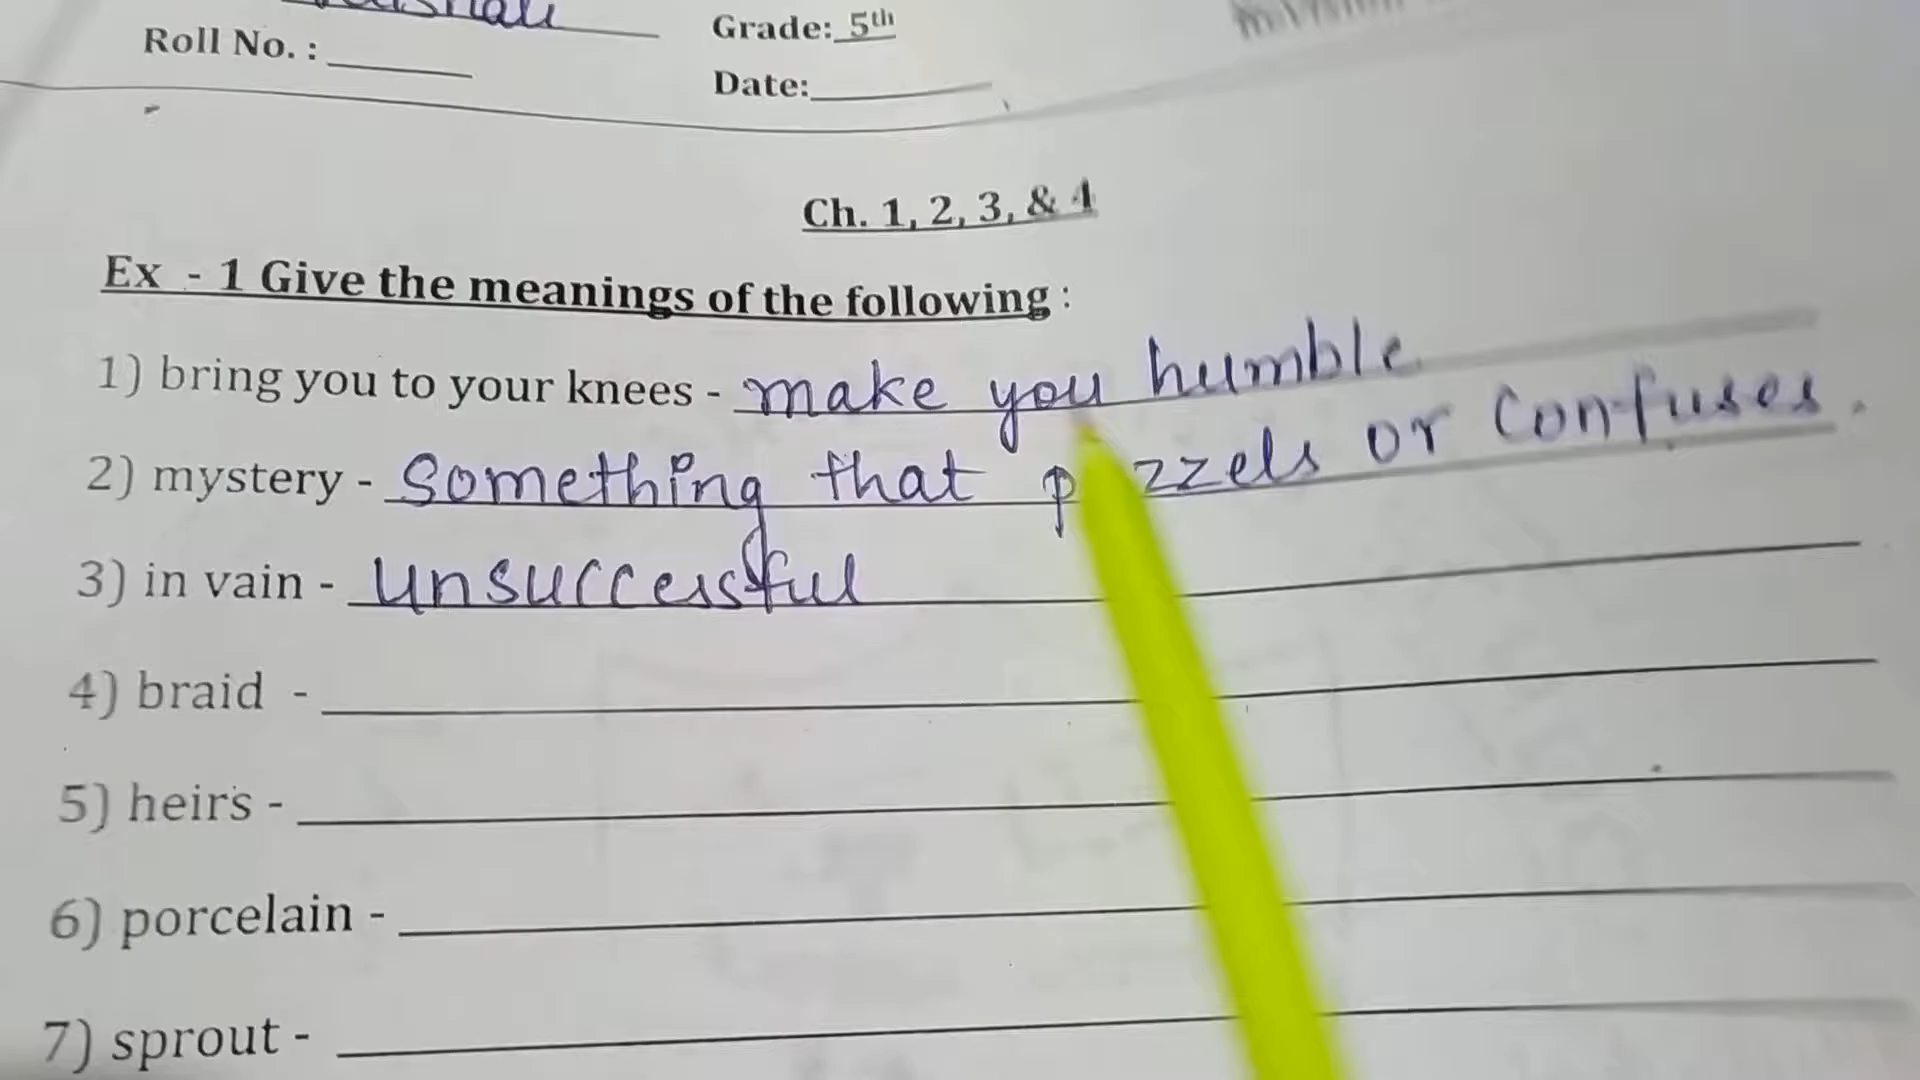 Grade: 5th
Roll No. :
Date:
Ch. 1, 2, 3, & 4
Ex - 1 Give the meanings of the following :
1) bring you to your knees - make you humble
2) mystery - something that zzels or confuses.
3) in vain - unsuccessful
4) braid -
5) heirs -
6) porcelain -
7) sprout -